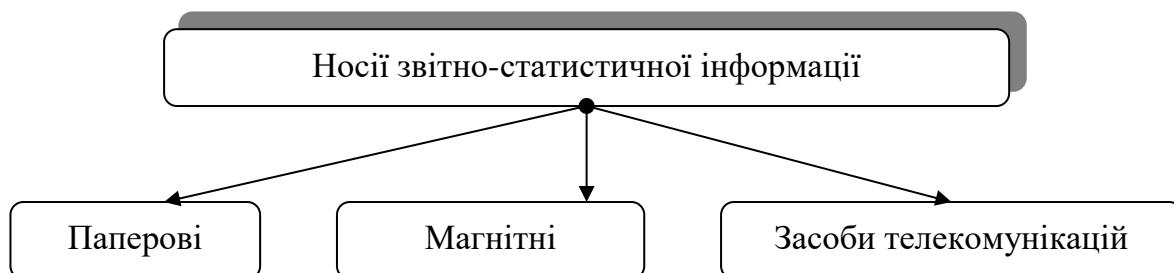 Носії звітно-статистичної інформації
Паперові
Магнітні
Засоби телекомунікацій